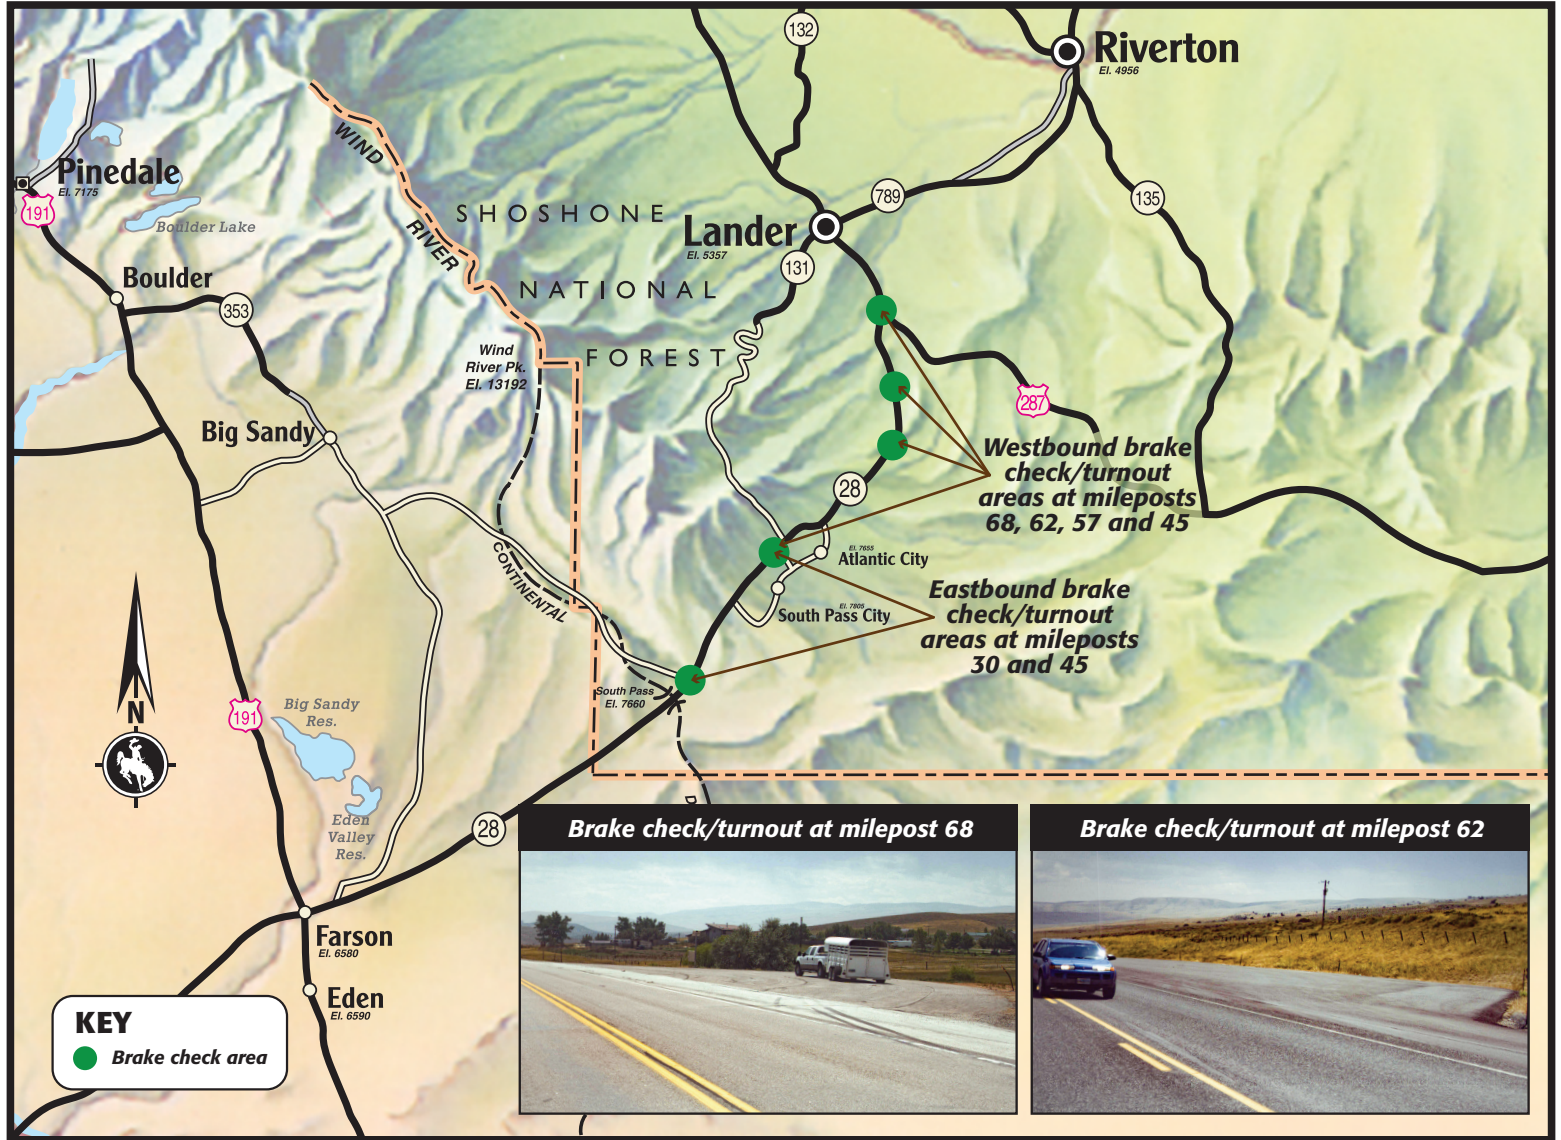 132
Riverton
El. 4956
WIND
Pinedale
El. 7175
191
789
135
SHOSHONE
Boulder Lake
RIVER
Lander
El. 5357
131
Boulder
353
NATIONAL
Wind
River Pk.
El. 13192
FOREST
287
Big Sandy
Westbound brake
check/turnout
areas at mileposts
68, 62, 57 and 45
28
CONTINENTAL
El. 7655
Atlantic City
Eastbound brake
check/turnout
areas at mileposts
30 and 45
El. 7805
South Pass City
South Pass
El. 7660
N
191
Big Sandy
Res.
D
Eden
Valley
Res.
28
Brake check/turnout at milepost 68
Brake check/turnout at milepost 62
Farson
El. 6580
Eden
El. 6590
KEY
Brake check area